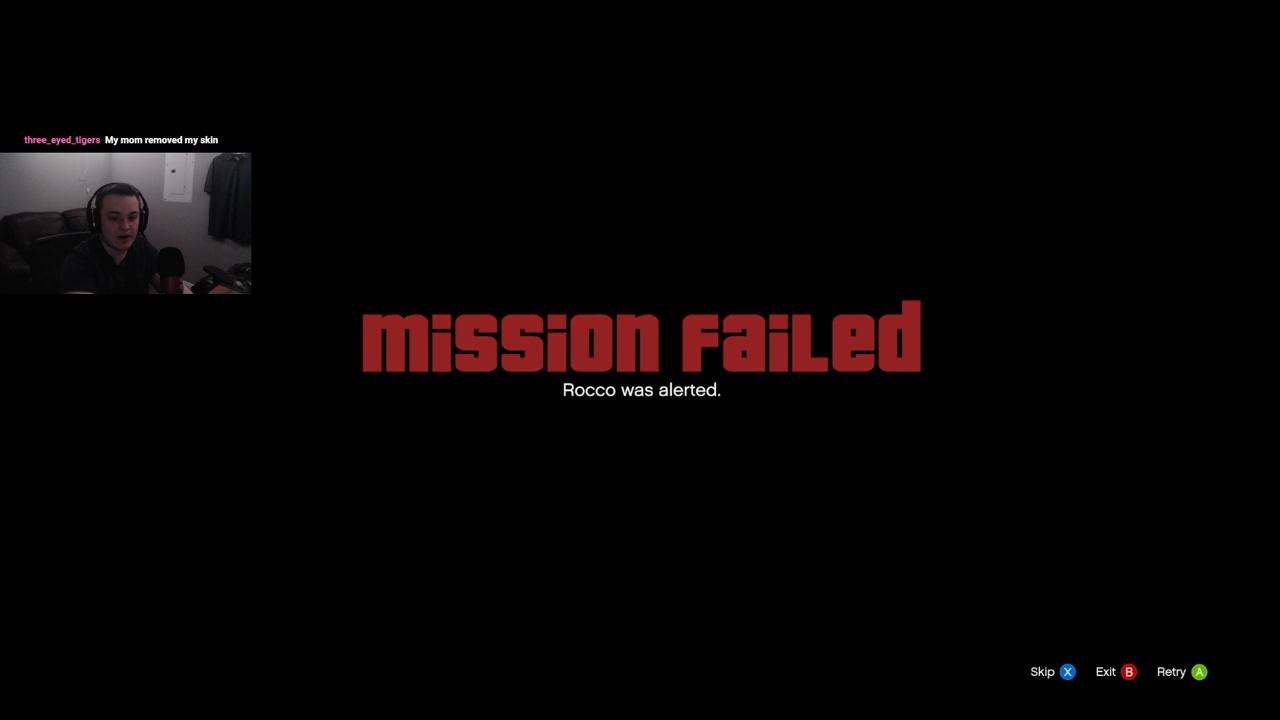 three_eyed_tigers My mom removed my skin
mission failed
Rocco was alerted.
Skip X Exit B Retry A